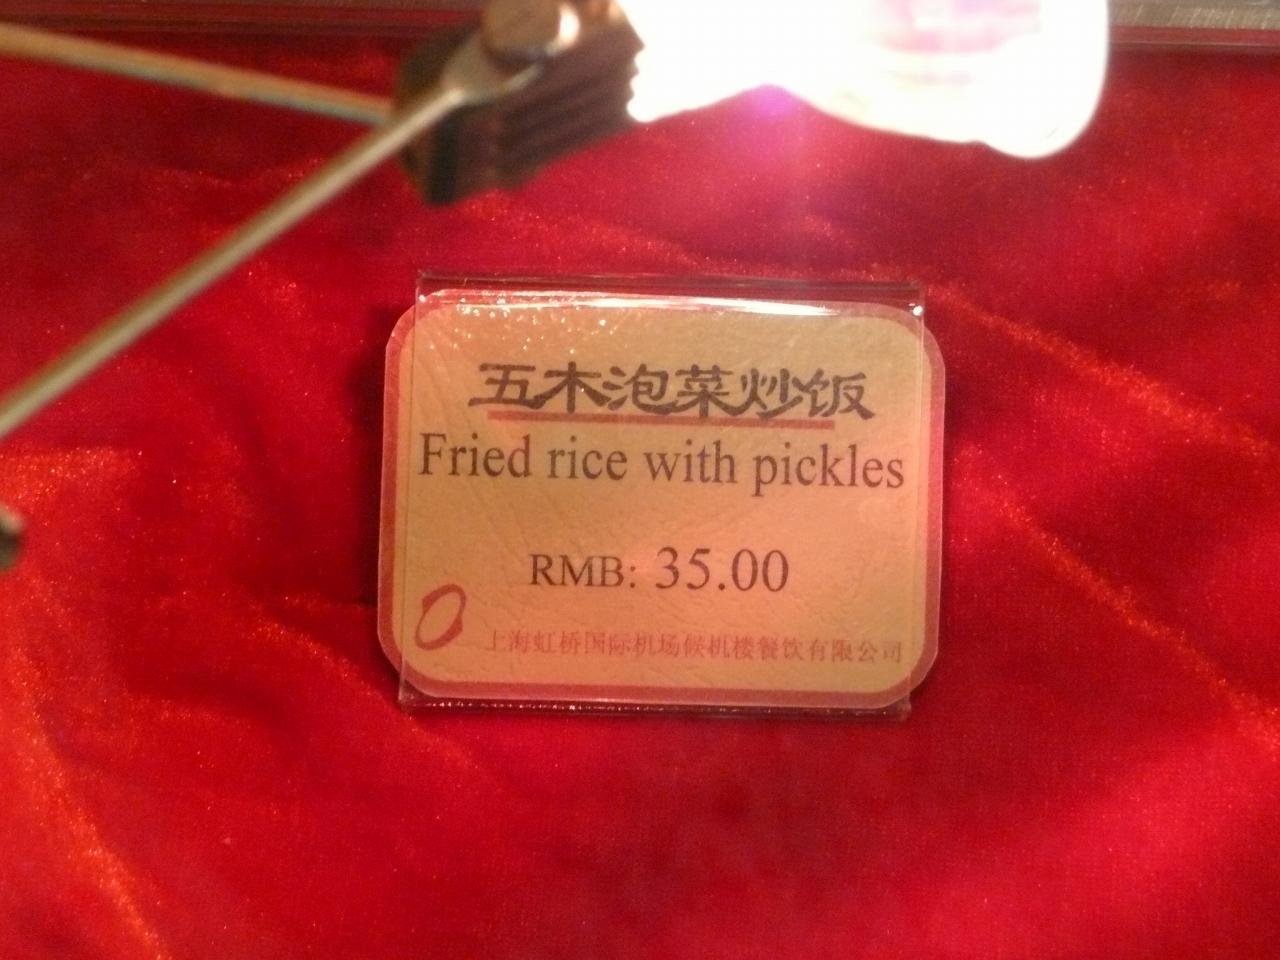 五木泡菜炒饭
Fried rice with pickles
RMB: 35.00
上海虹桥国际机场候机楼餐饮有限公司